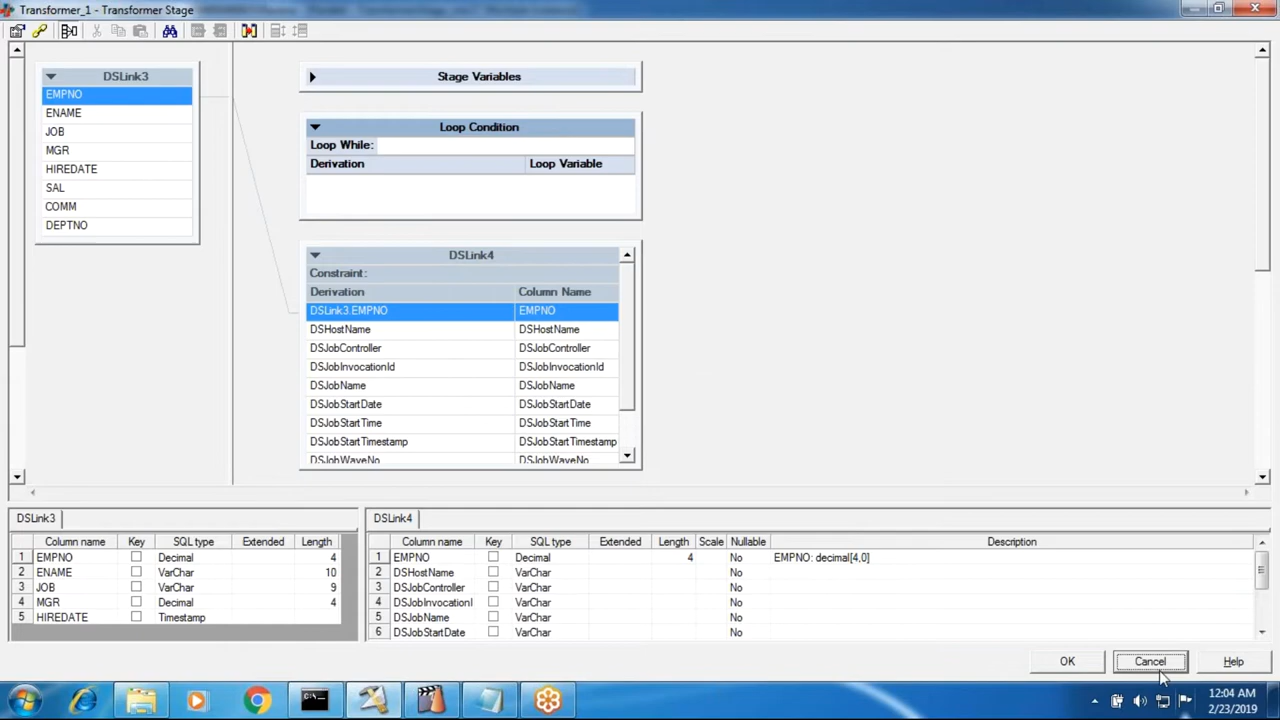 Transformer_1 - Transformer Stage
DSLink3
EMPNO
ENAME
JOB
MGR
HIREDATE
SAL
COMM
DEPTNO
Stage Variables
Loop Condition
Loop While:
Derivation Loop Variable
DSLink4
Constraint:
Derivation Column Name
DSLink3.EMPNO EMPNO
DSHostName DSHostName
DSJobController DSJobController
DSJobInvocationId DSJobInvocationId
DSJobName DSJobName
DSJobStartDate DSJobStartDate
DSJobStartTime DSJobStartTime
DSJobStartTimestamp DSJobStartTimestamp
DSJobWaveNo DSJobWaveNo
DSLink3
Column name Key SQL type Extended Length
1 EMPNO Decimal 4
2 ENAME VarChar 10
3 JOB VarChar 9
4 MGR Decimal 4
5 HIREDATE Timestamp
DSLink4
Column name Key SQL type Extended Length Scale Nullable Description
1 EMPNO Decimal 4 No EMPNO: decimal[4,0]
2 DSHostName VarChar No
3 DSJobController VarChar No
4 DSJobInvocationI VarChar No
5 DSJobName VarChar No
6 DSJobStartDate VarChar No
OK Cancel Help
12:04 AM
2/23/2019